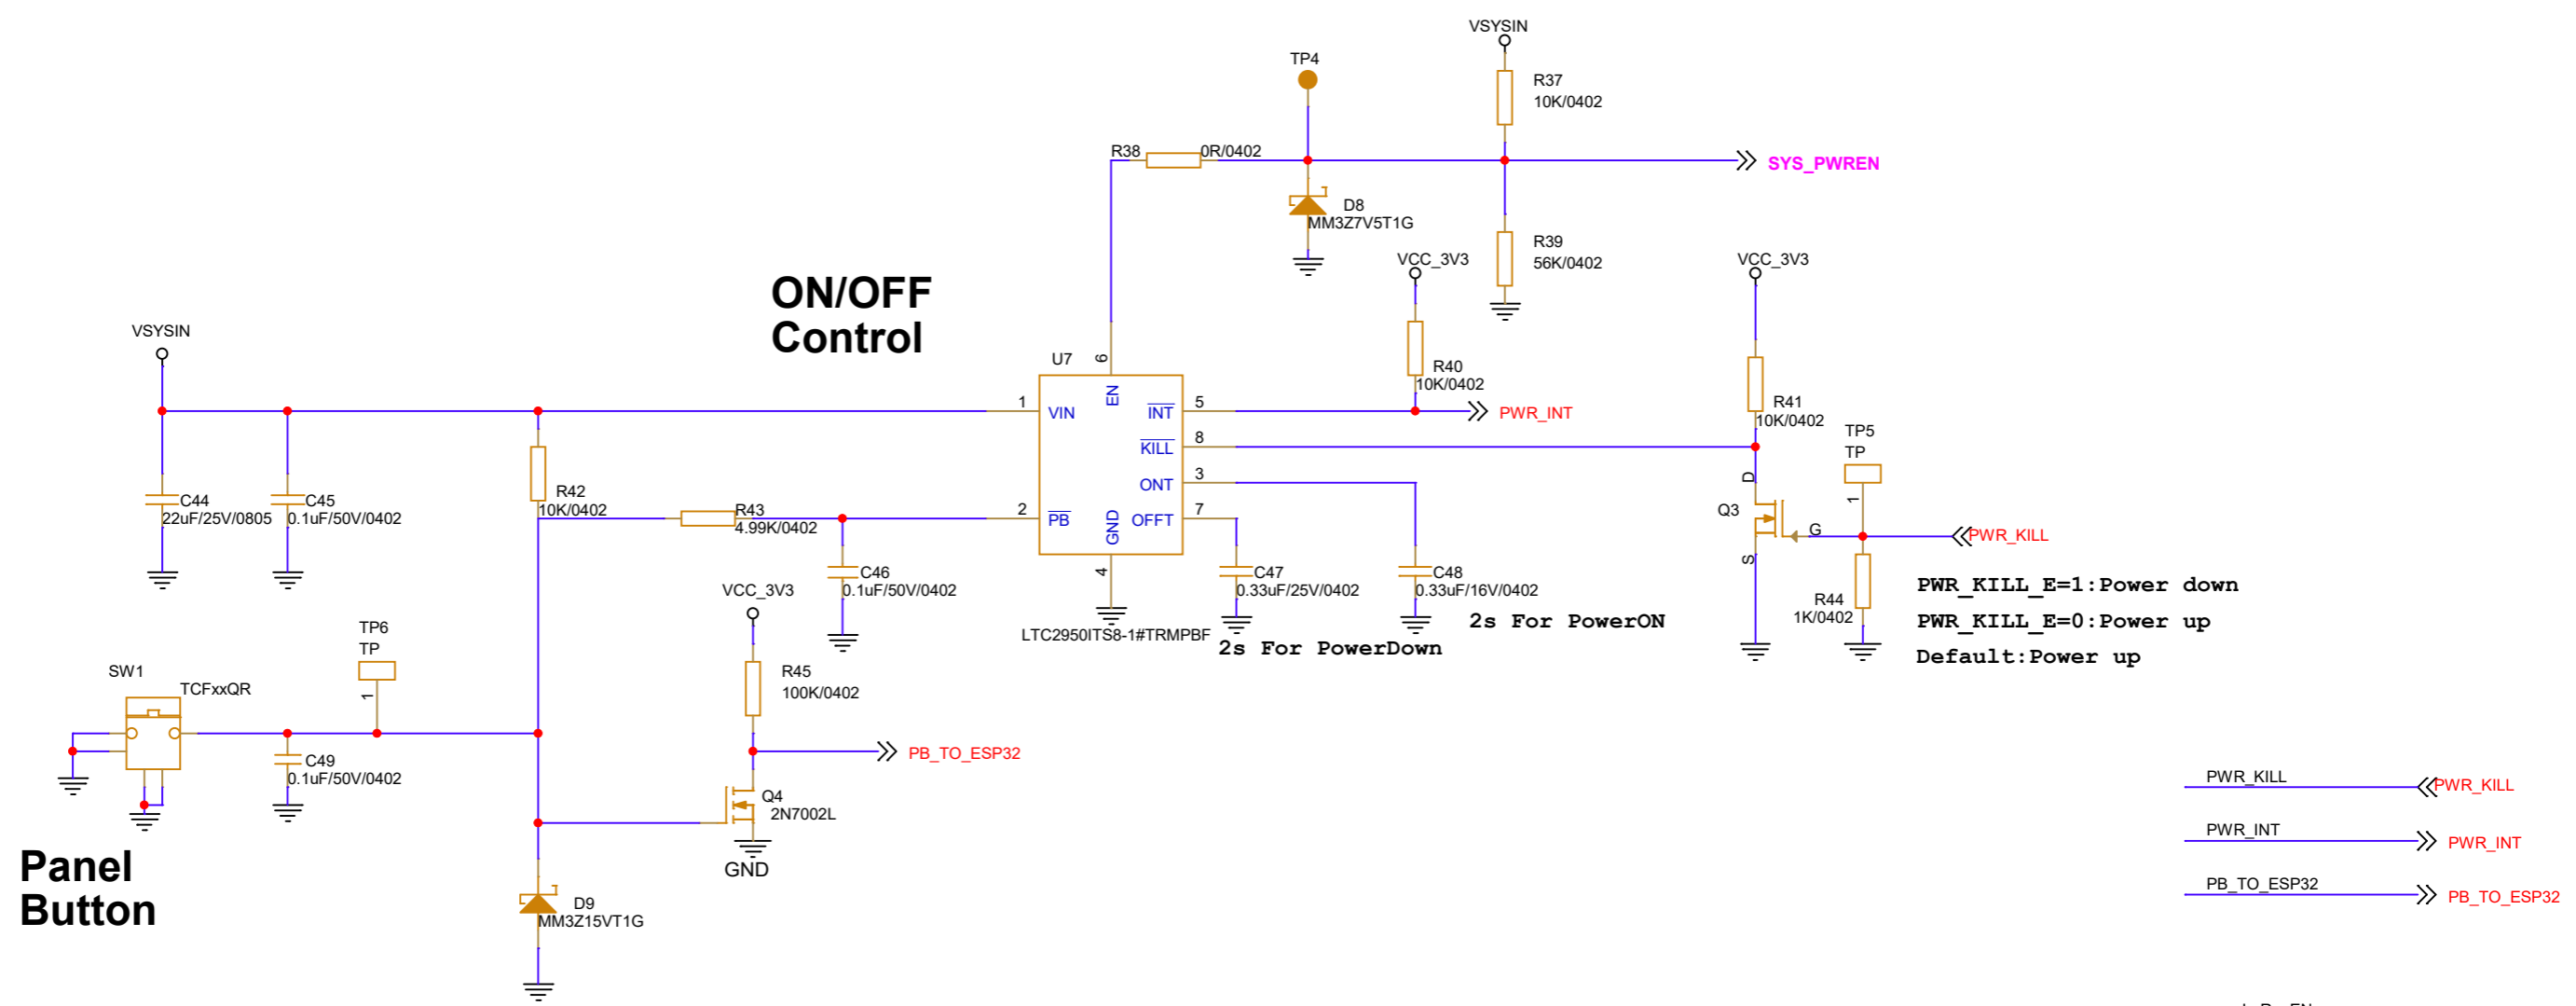 VSYSIN
TP4
R37
10K/0402
R38
0R/0402
SYS_PWREN
D8
MM3Z7V5T1G
R39
56K/0402
VCC_3V3
VCC_3V3
ON/OFF
Control
VSYSIN
U7
6
R40
10K/0402
R41
10K/0402
1
VIN
EN
INT
5
PWR_INT
KILL
8
TP5
TP
ONT
3
D
1
C44
22uF/25V/0805
C45
0.1uF/50V/0402
R42
10K/0402
R43
4.99K/0402
2
PB
GND
OFFT
7
Q3
G
S
PWR_KILL
4
C46
0.1uF/50V/0402
C47
0.33uF/25V/0402
C48
0.33uF/16V/0402
R44
1K/0402
PWR_KILL_E=1:Power down
PWR_KILL_E=0:Power up
Default:Power up
VCC_3V3
LTC2950ITS8-1#TRMPBF
2s For PowerDown
2s For PowerON
TP6
TP
1
SW1
TCFxxQR
R45
100K/0402
C49
0.1uF/50V/0402
PB_TO_ESP32
Q4
2N7002L
GND
Panel
Button
D9
MM3Z15VT1G
PWR_KILL
PWR_KILL
PWR_INT
PWR_INT
PB_TO_ESP32
PB_TO_ESP32